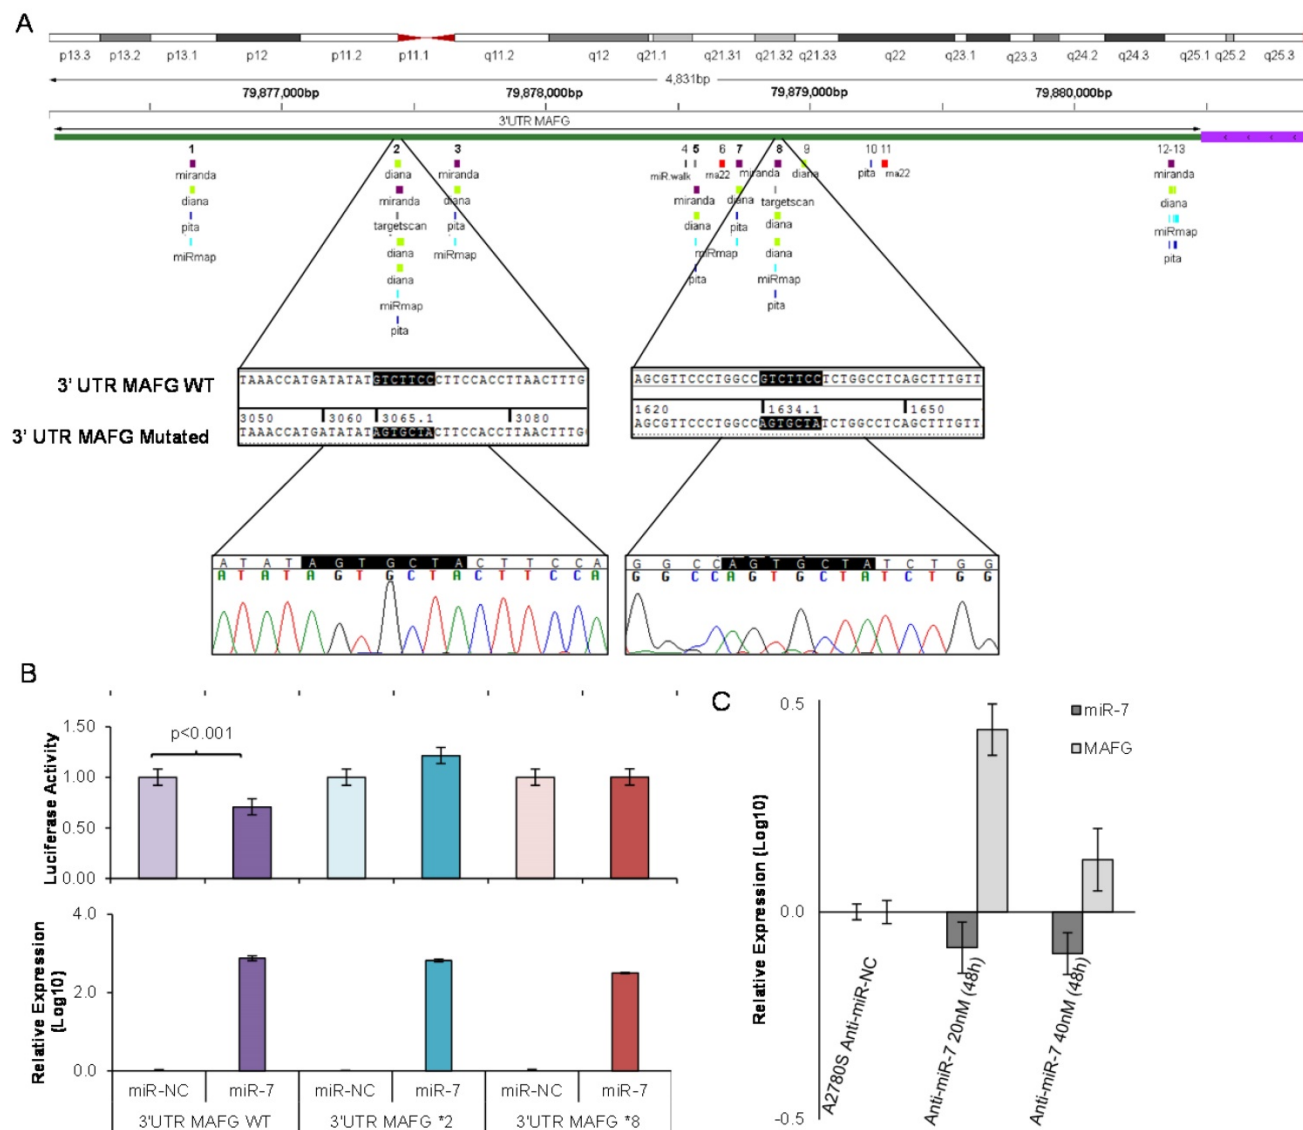 A
p13.3 p13.2 p13.1 p12 p11.2 p11.1 q11.2 q12 q21.1 q21.31 q21.32 q21.33 q22 q23.1 q23.3 q24.2 q24.3 q25.1 q25.2 q25.3
4,831bp
79,877,000bp 79,878,000bp 79,879,000bp 79,880,000bp
3'UTR MAFG
1 2 3 4 5 6 7 8 9 10 11 12-13
miranda diana miranda miR.walk rna22 miranda diana pita rna22 miranda
diana miranda diana miranda diana targetscan diana
pita targetscan pita diana pita diana miRmap
miRmap diana miRmap miRmap diana pita
diana pita miRmap
miRmap pita
pita
3' UTR MAFG WT
TAAACCATGATATATGTCTTCCCTTCCACCTTAACTTTG AGCGTTCCCTGGCCGTCTTCCTCTGGCCTCAGCTTTGTT
3050 3060 3065.1 3080 1620 1634.1 1650
3' UTR MAFG Mutated
TAAACCATGATATATAGTGCTACTTCCACCTTAACTTTG AGCGTTCCCTGGCCAGTGCTATCTGGCCTCAGCTTTGTT
A T A T A G T G C T A C T T C C A G G C C A G T G C T A T C T G G
A T A T A G T G C T A C T T C C A G G C C A G T G C T A T C T G G
B
Luciferase Activity
1.50
1.00
0.50
0.00
p<0.001
Relative Expression
(Log10)
4.0
2.0
0.0
miR-NC miR-7 miR-NC miR-7 miR-NC miR-7
3'UTR MAFG WT 3'UTR MAFG *2 3'UTR MAFG *8
C
Relative Expression (Log10)
0.5
0.0
-0.5
miR-7
MAFG
A2780S Anti-miR-NC
Anti-miR-7 20nM (48h)
Anti-miR-7 40nM (48h)